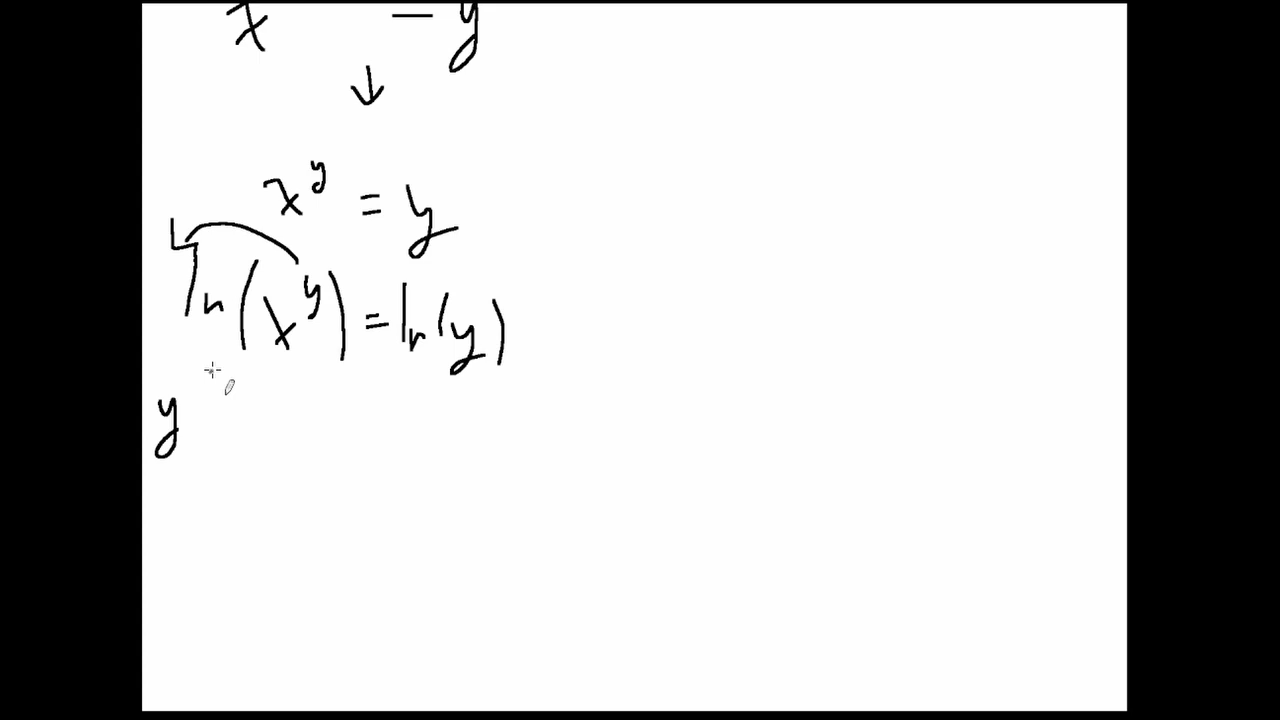 x = y
↓
x^y = y
ln(x^y) = ln(y)
y